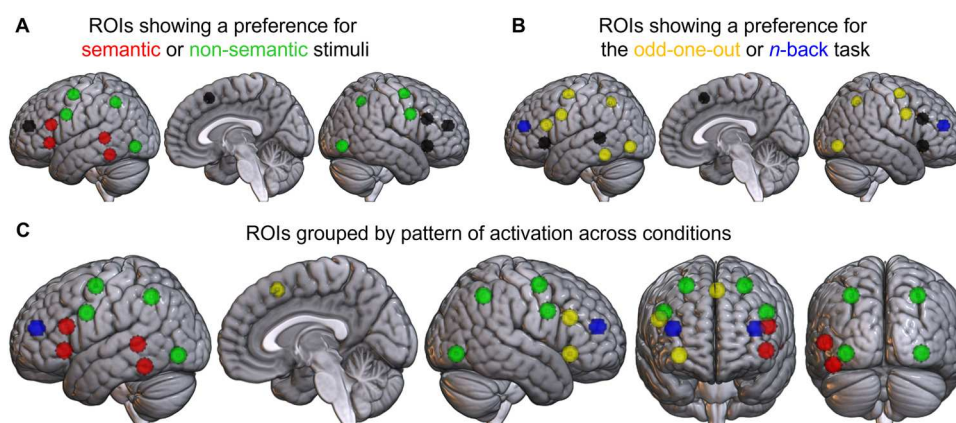 A
ROIs showing a preference for
semantic or non-semantic stimuli
B
ROIs showing a preference for
the odd-one-out or n-back task
C
ROIs grouped by pattern of activation across conditions